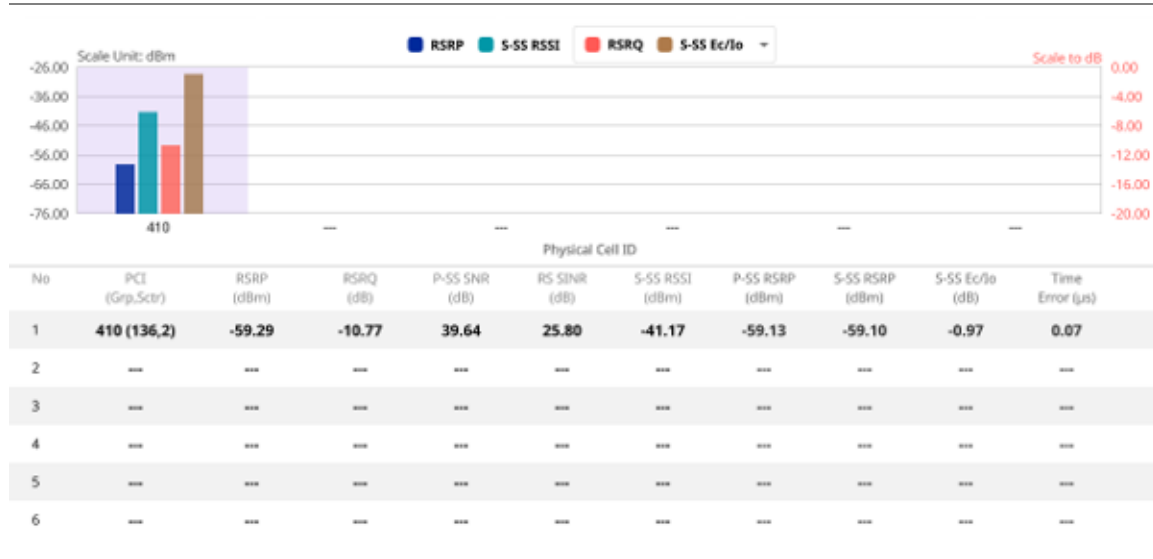 RSRP S-SS RSSI RSRQ S-SS Ec/Io
Scale Unit: dBm Scale to dB
-26.00 0.00
-36.00 -4.00
-46.00 -8.00
-56.00 -12.00
-66.00 -16.00
-76.00 -20.00
410 --- --- --- --- ---
Physical Cell ID
No PCI RSRP RSRQ P-SS SNR RS SINR S-SS RSSI P-SS RSRP S-SS RSRP S-SS Ec/Io Time
(Grp,Sctr) (dBm) (dB) (dB) (dB) (dBm) (dBm) (dBm) (dB) Error (μs)
1 410 (136,2) -59.29 -10.77 39.64 25.80 -41.17 -59.13 -59.10 -0.97 0.07
2 --- --- --- --- --- --- --- --- --- ---
3 --- --- --- --- --- --- --- --- --- ---
4 --- --- --- --- --- --- --- --- --- ---
5 --- --- --- --- --- --- --- --- --- ---
6 --- --- --- --- --- --- --- --- --- ---